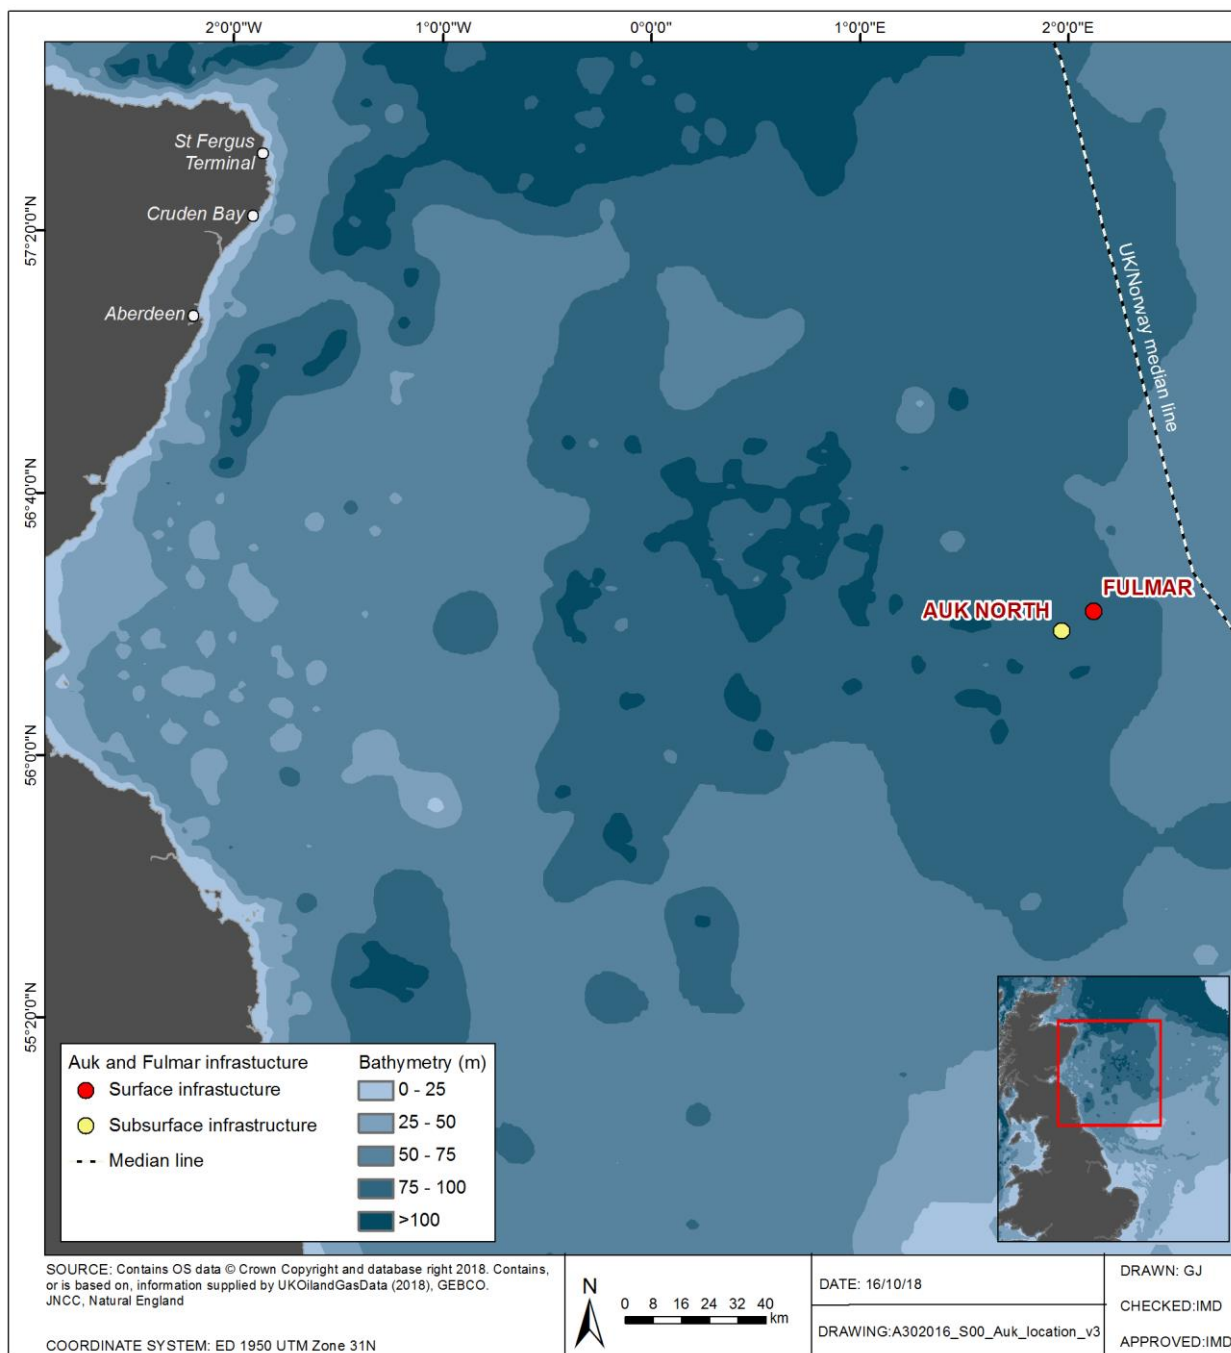 2°0'0"W
1°0'0"W
0°0'0"
1°0'0"E
2°0'0"E
57°20'0"N
56°40'0"N
56°0'0"N
55°20'0"N
St Fergus
Terminal
Cruden Bay
Aberdeen
UK/Norway median line
FULMAR
AUK NORTH
Auk and Fulmar infrastucture
Surface infrastucture
Subsurface infrastructure
Median line
Bathymetry (m)
0 - 25
25 - 50
50 - 75
75 - 100
>100
SOURCE: Contains OS data © Crown Copyright and database right 2018. Contains,
or is based on, information supplied by UKOilandGasData (2018), GEBCO.
JNCC, Natural England
COORDINATE SYSTEM: ED 1950 UTM Zone 31N
N
0 8 16 24 32 40
km
DATE: 16/10/18
DRAWING:A302016_S00_Auk_location_v3
DRAWN: GJ
CHECKED:IMD
APPROVED:IMD